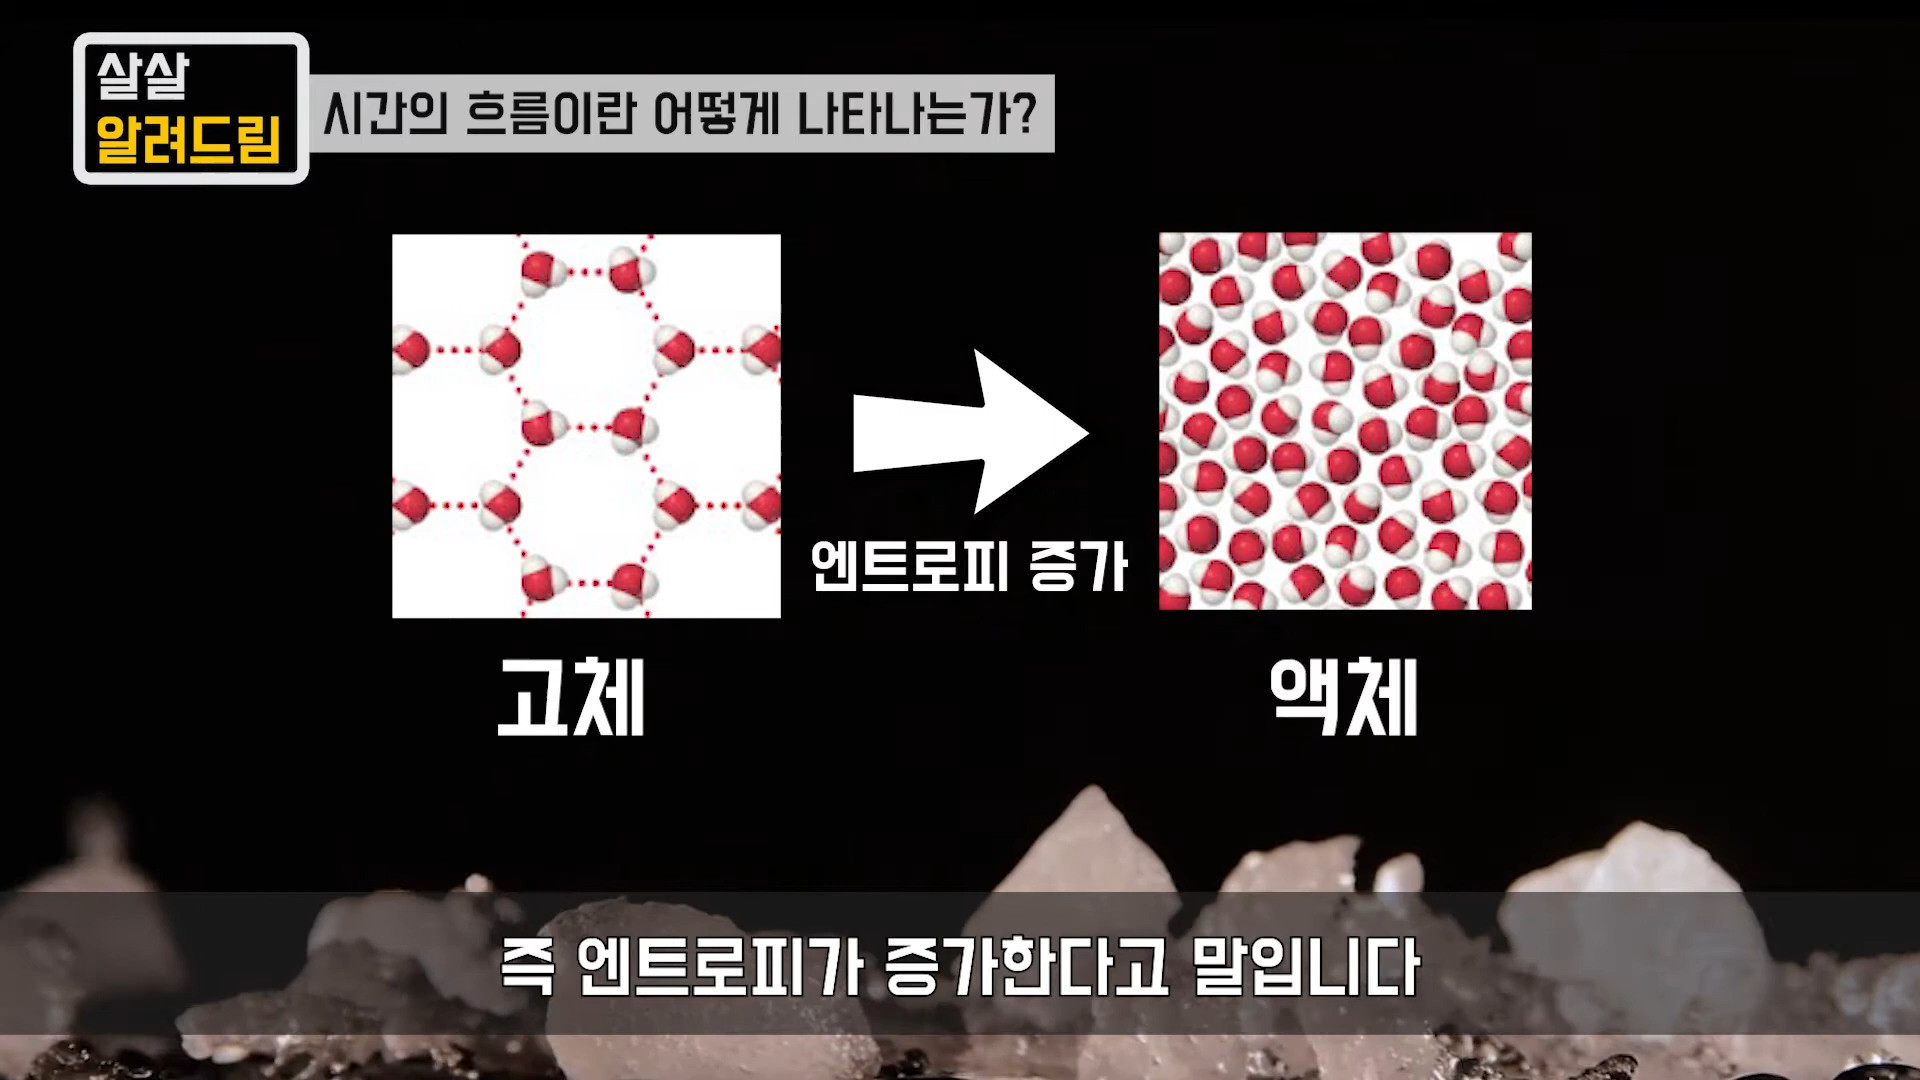 살살
알려드림
시간의 흐름이란 어떻게 나타나는가?
엔트로피 증가
고체
액체
즉 엔트로피가 증가한다고 말입니다